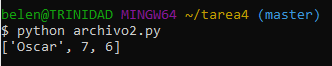 belen@TRINIDAD MINGW64 ~/tarea4 (master)
$ python archivo2.py
['Oscar', 7, 6]